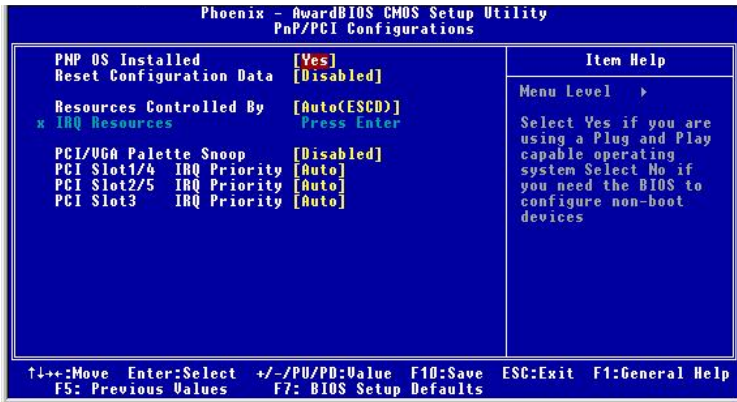 Phoenix - AwardBIOS CMOS Setup Utility
PnP/PCI Configurations
PNP OS Installed [Yes]
Reset Configuration Data [Disabled]
Resources Controlled By [Auto(ESCD)]
x IRQ Resources Press Enter
PCI/VGA Palette Snoop [Disabled]
PCI Slot1/4 IRQ Priority [Auto]
PCI Slot2/5 IRQ Priority [Auto]
PCI Slot3 IRQ Priority [Auto]
Item Help
Menu Level ▸
Select Yes if you are
using a Plug and Play
capable operating
system Select No if
you need the BIOS to
configure non-boot
devices
↑↓→←:Move Enter:Select +/-/PU/PD:Value F10:Save ESC:Exit F1:General Help
F5: Previous Values F7: BIOS Setup Defaults